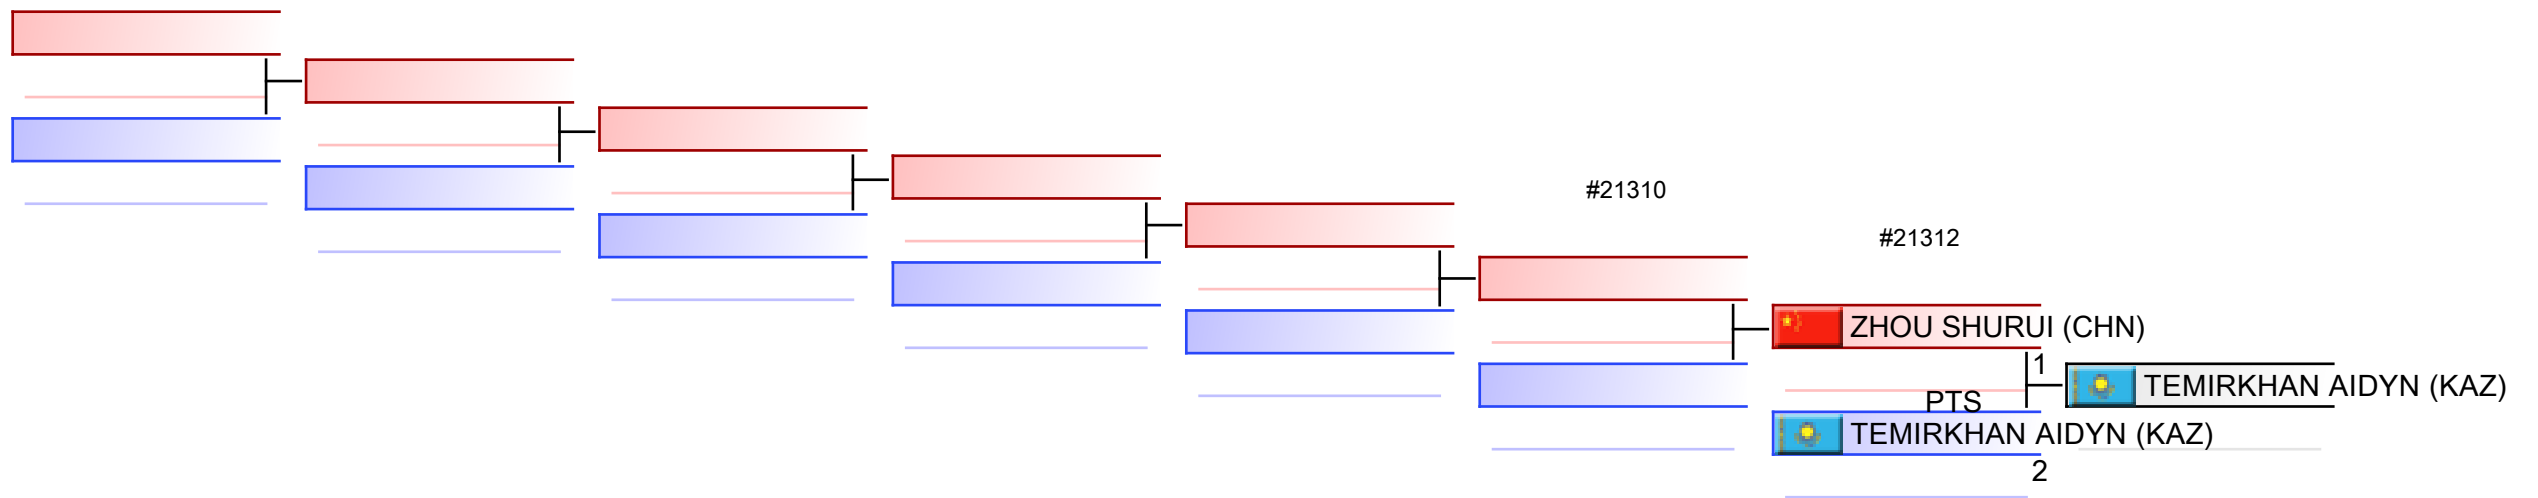 #21310
#21312
ZHOU SHURUI (CHN)
1
TEMIRKHAN AIDYN (KAZ)
PTS
TEMIRKHAN AIDYN (KAZ)
2